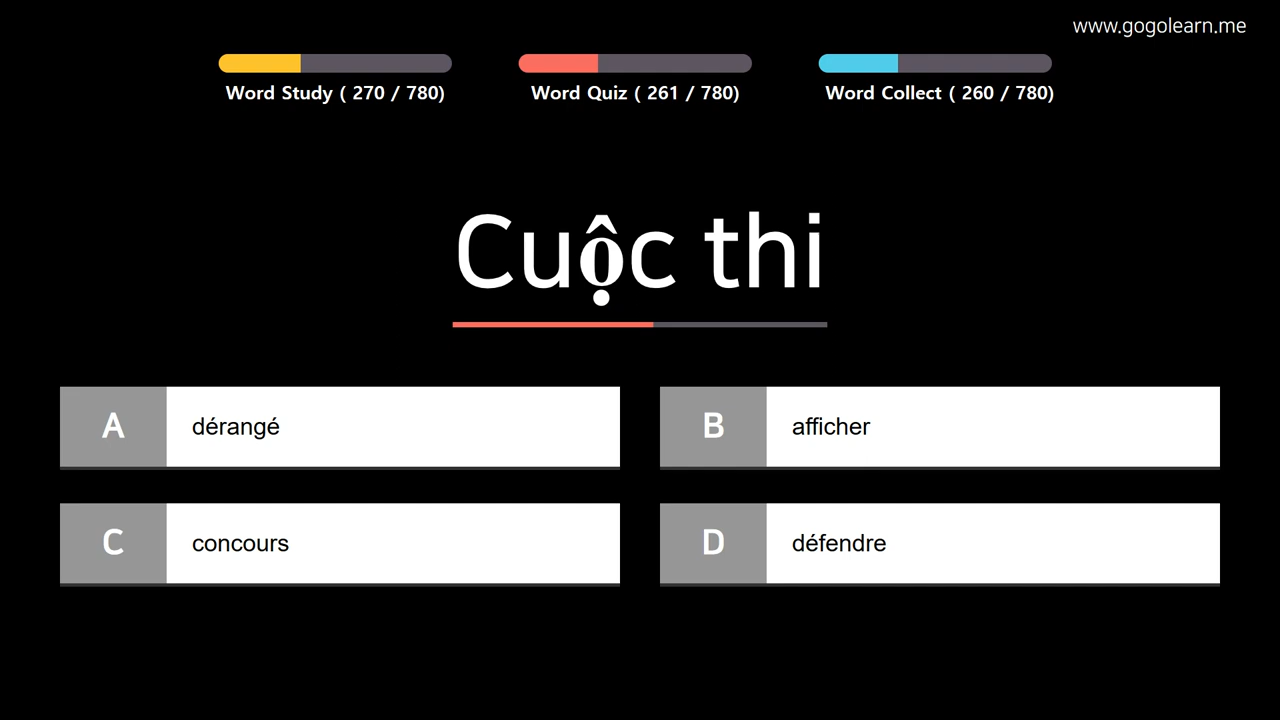 www.gogolearn.me
Word Study ( 270 / 780)
Word Quiz ( 261 / 780)
Word Collect ( 260 / 780)
Cuộc thi
A
dérangé
B
afficher
C
concours
D
défendre